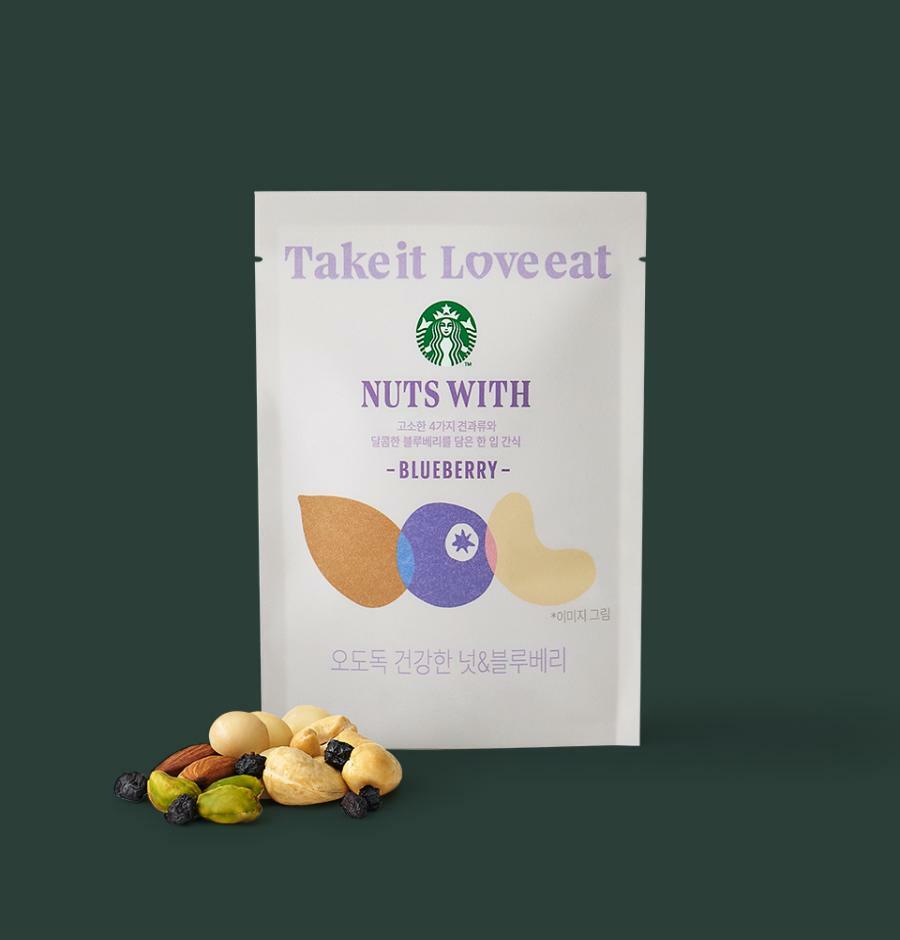 Take it Love eat
TM
NUTS WITH
고소한 4가지 견과류와
달콤한 블루베리를 담은 한 입 간식
-BLUEBERRY-
*이미지 그림
오도독 건강한 넛&블루베리